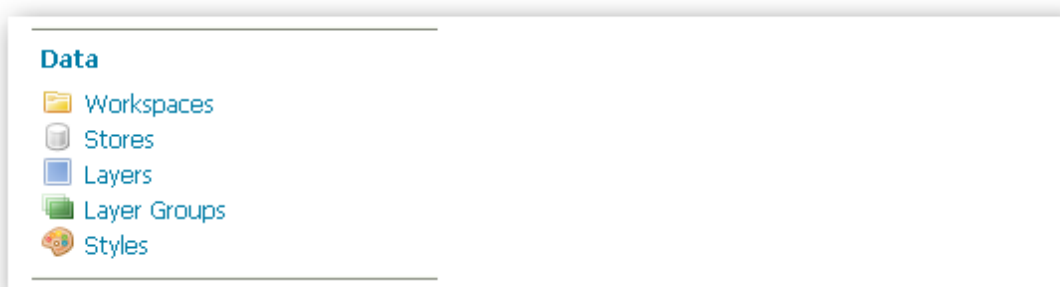 Data
Workspaces
Stores
Layers
Layer Groups
Styles